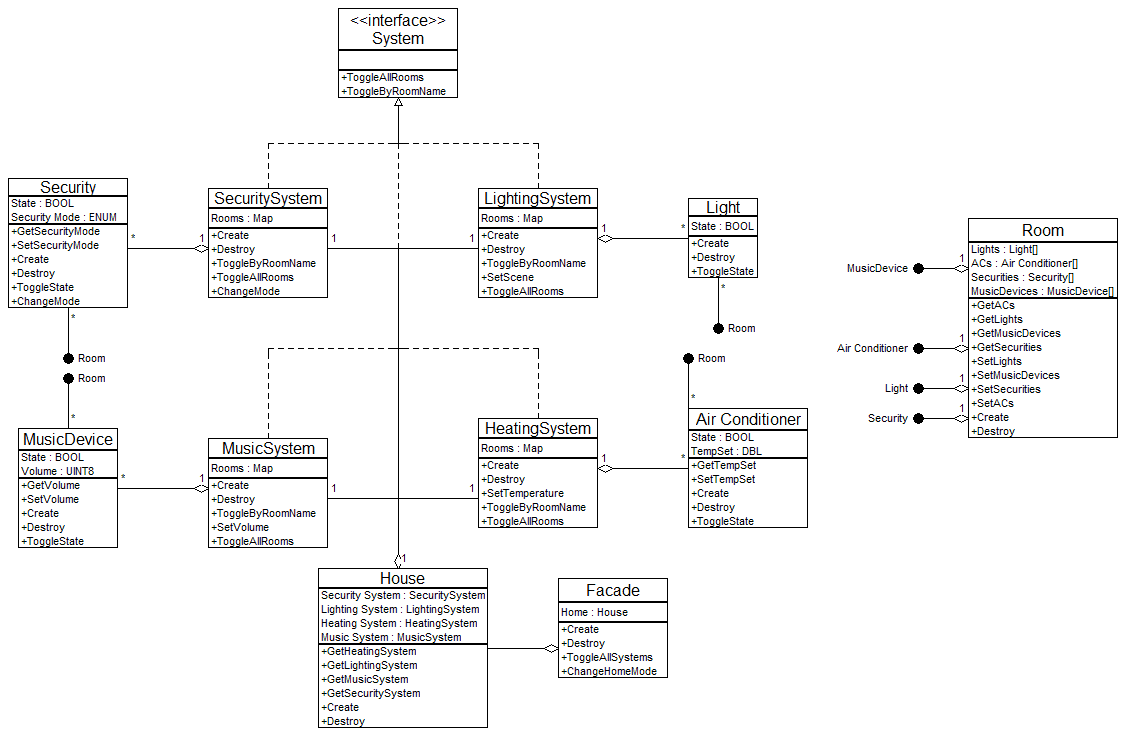 <<interface>>
System
+ToggleAllRooms
+ToggleByRoomName
Security
State : BOOL
Security Mode : ENUM
+GetSecurityMode
+SetSecurityMode
+Create
+Destroy
+ToggleState
+ChangeMode
*
1
SecuritySystem
Rooms : Map
+Create
+Destroy
+ToggleByRoomName
+ToggleAllRooms
+ChangeMode
1
1
LightingSystem
Rooms : Map
+Create
+Destroy
+ToggleByRoomName
+SetScene
+ToggleAllRooms
1
*
Light
State : BOOL
+Create
+Destroy
+ToggleState
*
Room
*
Room
Room
*
Room
*
Room
Lights : Light[]
ACs : Air Conditioner[]
Securities : Security[]
MusicDevices : MusicDevice[]
+GetACs
+GetLights
+GetMusicDevices
+GetSecurities
+SetLights
+SetMusicDevices
+SetSecurities
+SetACs
+Create
+Destroy
MusicDevice
1
Air Conditioner
1
Light
1
Security
1
MusicDevice
State : BOOL
Volume : UINT8
+GetVolume
+SetVolume
+Create
+Destroy
+ToggleState
*
1
MusicSystem
Rooms : Map
+Create
+Destroy
+ToggleByRoomName
+SetVolume
+ToggleAllRooms
1
1
HeatingSystem
Rooms : Map
+Create
+Destroy
+SetTemperature
+ToggleByRoomName
+ToggleAllRooms
1
*
Air Conditioner
State : BOOL
TempSet : DBL
+GetTempSet
+SetTempSet
+Create
+Destroy
+ToggleState
1
House
Security System : SecuritySystem
Lighting System : LightingSystem
Heating System : HeatingSystem
Music System : MusicSystem
+GetHeatingSystem
+GetLightingSystem
+GetMusicSystem
+GetSecuritySystem
+Create
+Destroy
Facade
Home : House
+Create
+Destroy
+ToggleAllSystems
+ChangeHomeMode